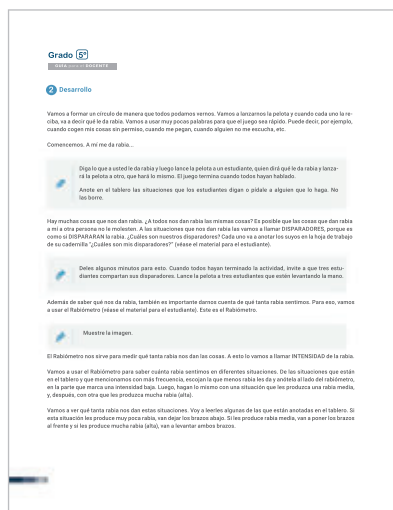 Grado 5º
GUÍA PARA EL DOCENTE
2 Desarrollo
Vamos a formar un círculo de manera que todos podamos vernos. Vamos a lanzarnos la pelota y cuando cada uno la re-
ciba, va a decir qué le da rabia. Vamos a usar muy pocas palabras para que el juego sea rápido. Puede decir, por ejemplo,
cuando cogen mis cosas sin permiso, cuando me pegan, cuando alguien no me escucha, etc.
Comencemos. A mí me da rabia...
Diga lo que a usted le da rabia y luego lance la pelota a un estudiante, quien dirá qué le da rabia y lanza-
rá la pelota a otro, que hará lo mismo. El juego termina cuando todos hayan hablado.
Anote en el tablero las situaciones que los estudiantes digan o pídale a alguien que lo haga. No
las borre.
Hay muchas cosas que nos dan rabia. ¿A todos nos dan rabia las mismas cosas? Es posible que las cosas que dan rabia
a mí a otra persona no le molesten. A las situaciones que nos dan rabia las vamos a llamar DISPARADORES, porque es
como si DISPARARAN la rabia. ¿Cuáles son nuestros disparadores? Cada uno va a anotar los suyos en la hoja de trabajo
de su cadernilla "¿Cuáles son mis disparadores?" (véase el material para el estudiante).
Deles algunos minutos para esto. Cuando todos hayan terminado la actividad, invite a que tres estu-
diantes compartan sus disparadores. Lance la pelota a tres estudiantes que estén levantando la mano.
Además de saber qué nos da rabia, también es importante darnos cuenta de qué tanta rabia sentimos. Para eso, vamos
a usar el Rabiómetro (véase el material para el estudiante). Este es el Rabiómetro.
Muestre la imagen.
El Rabiómetro nos sirve para medir qué tanta rabia nos dan las cosas. A esto lo vamos a llamar INTENSIDAD de la rabia.
Vamos a usar el Rabiómetro para saber cuánta rabia sentimos en diferentes situaciones. De las situaciones que están
en el tablero y que mencionamos con más frecuencia, escojan la que menos rabia les da y anótela al lado del rabiómetro,
en la parte que marca una intensidad baja. Luego, hagan lo mismo con una situación que les produzca una rabia media,
y, después, con otra que les produzca mucha rabia (alta).
Vamos a ver qué tanta rabia nos dan estas situaciones. Voy a leerles algunas de las que están anotadas en el tablero. Si
esta situación les produce muy poca rabia, van dejar los brazos abajo. Si les produce rabia media, van a poner los brazos
al frente y si les produce mucha rabia (alta), van a levantar ambos brazos.